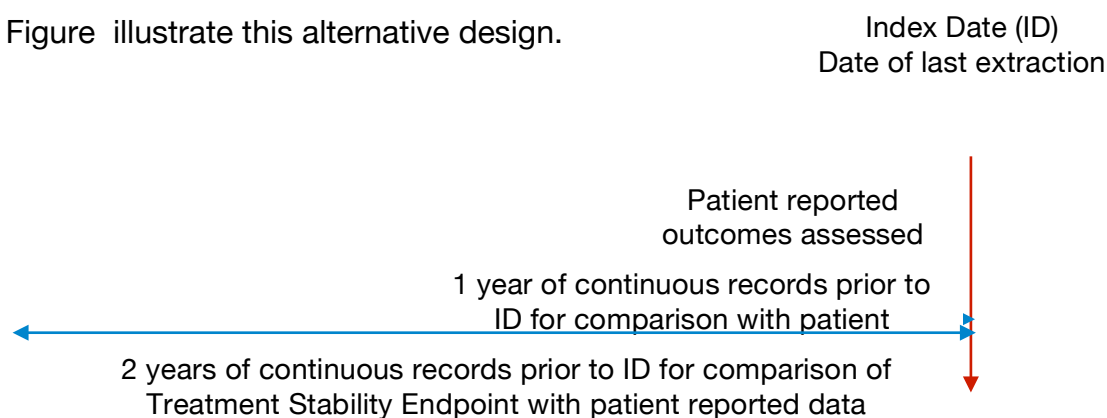 Figure illustrate this alternative design.
Index Date (ID)
Date of last extraction
Patient reported
outcomes assessed
1 year of continuous records prior to
ID for comparison with patient
2 years of continuous records prior to ID for comparison of
Treatment Stability Endpoint with patient reported data